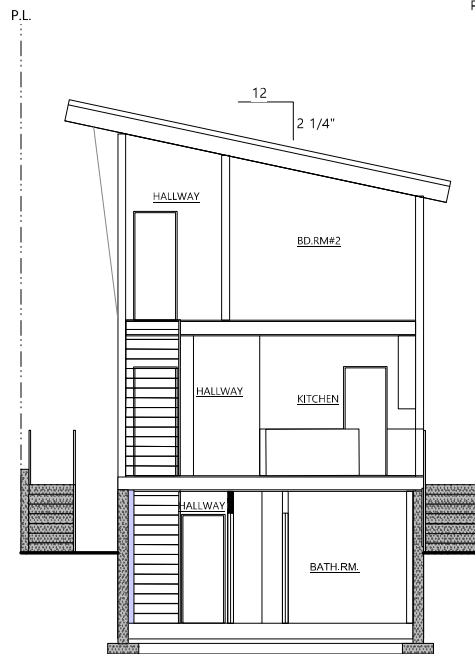 P.L.
P
12
2 1/4"
HALLWAY
BD.RM#2
HALLWAY
KITCHEN
HALLWAY
BATH.RM.